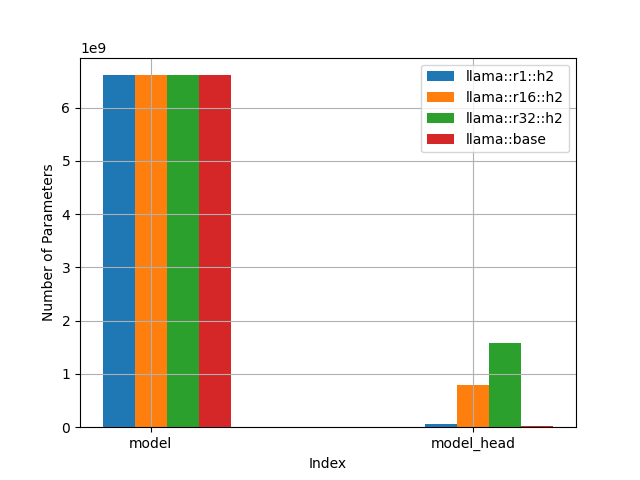 1e9
llama::r1::h2
llama::r16::h2
llama::r32::h2
llama::base
Number of Parameters
6
5
4
3
2
1
0
model
model_head
Index